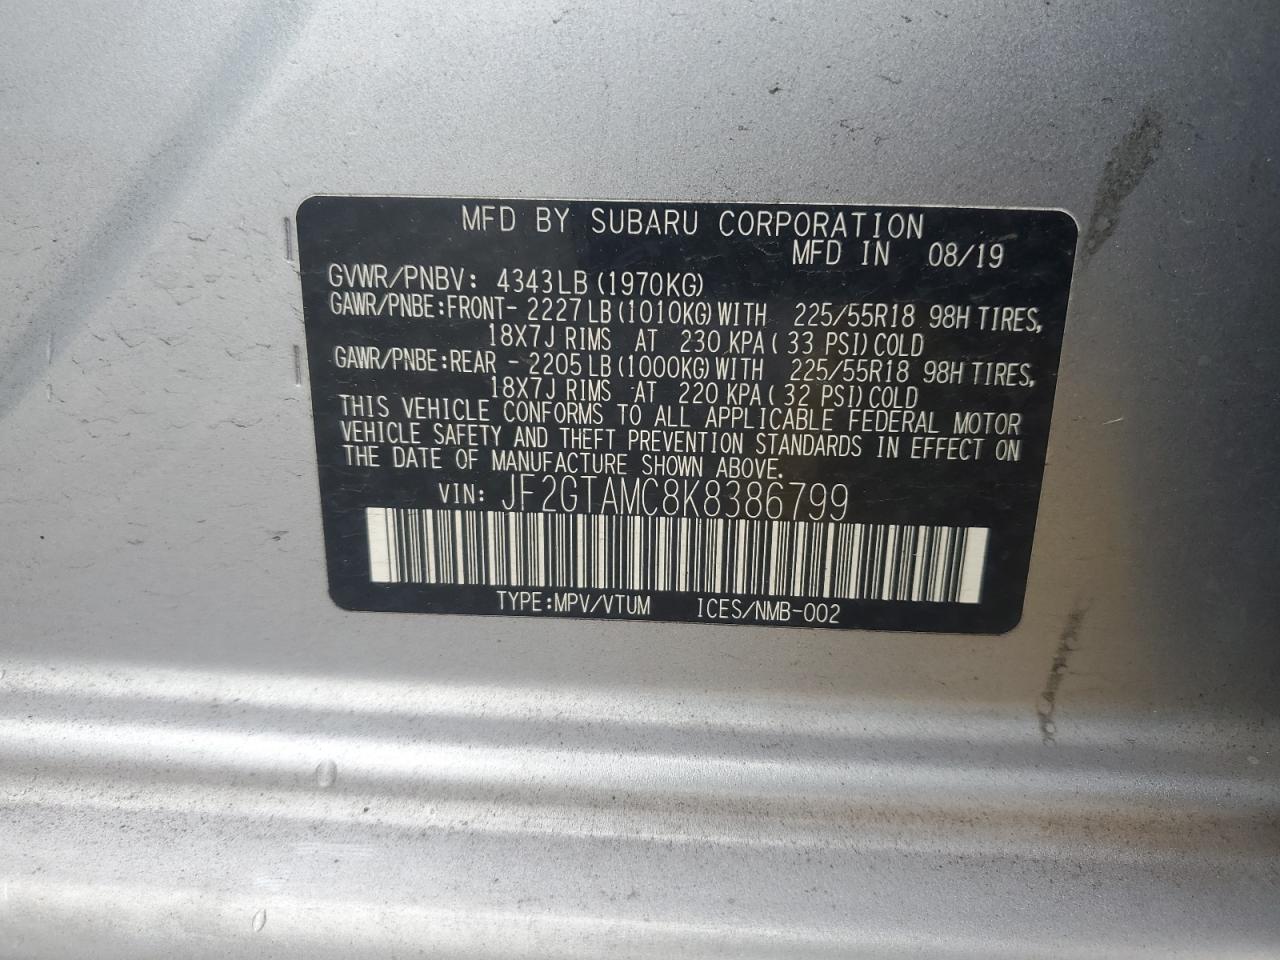 MFD BY SUBARU CORPORATION
MFD IN 08/19
GVWR/PNBV: 4343LB (1970KG)
GAWR/PNBE:FRONT- 2227LB (1010KG) WITH 225/55R18 98H TIRES,
18X7J RIMS AT 230 KPA( 33 PSI) COLD
GAWR/PNBE:REAR - 2205LB (1000KG) WITH 225/55R18 98H TIRES,
18X7J RIMS AT 220 KPA( 32 PSI) COLD
THIS VEHICLE CONFORMS TO ALL APPLICABLE FEDERAL MOTOR
VEHICLE SAFETY AND THEFT PREVENTION STANDARDS IN EFFECT ON
THE DATE OF MANUFACTURE SHOWN ABOVE.
VIN: JF2GTAMC8K8386799
TYPE:MPV/VTUM ICES/NMB-002